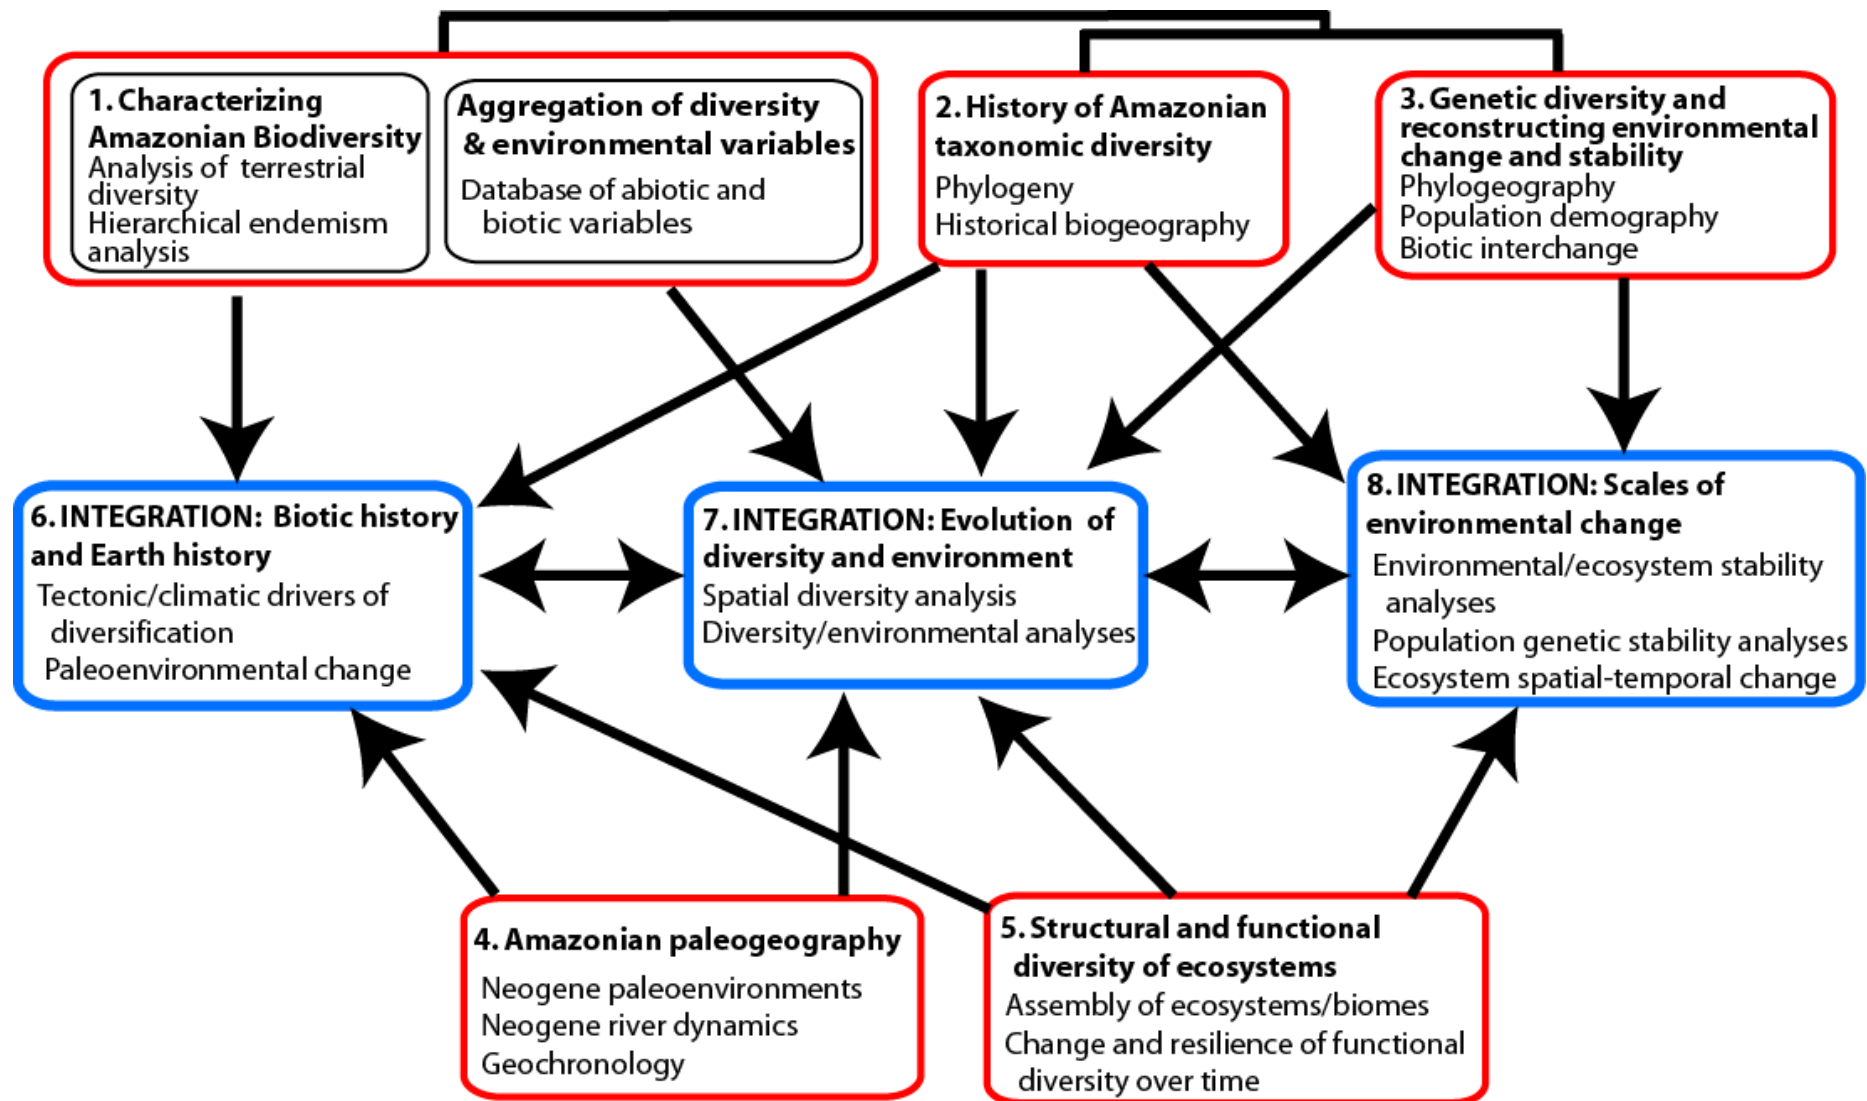 1. Characterizing
Amazonian Biodiversity
Analysis of terrestrial
diversity
Hierarchical endemism
analysis
Aggregation of diversity
& environmental variables
Database of abiotic and
biotic variables
2. History of Amazonian
taxonomic diversity
Phylogeny
Historical biogeography
3. Genetic diversity and
reconstructing environmental
change and stability
Phylogeography
Population demography
Biotic interchange
6. INTEGRATION: Biotic history
and Earth history
Tectonic/climatic drivers of
diversification
Paleoenvironmental change
7. INTEGRATION: Evolution of
diversity and environment
Spatial diversity analysis
Diversity/environmental analyses
8. INTEGRATION: Scales of
environmental change
Environmental/ecosystem stability
analyses
Population genetic stability analyses
Ecosystem spatial-temporal change
4. Amazonian paleogeography
Neogene paleoenvironments
Neogene river dynamics
Geochronology
5. Structural and functional
diversity of ecosystems
Assembly of ecosystems/biomes
Change and resilience of functional
diversity over time